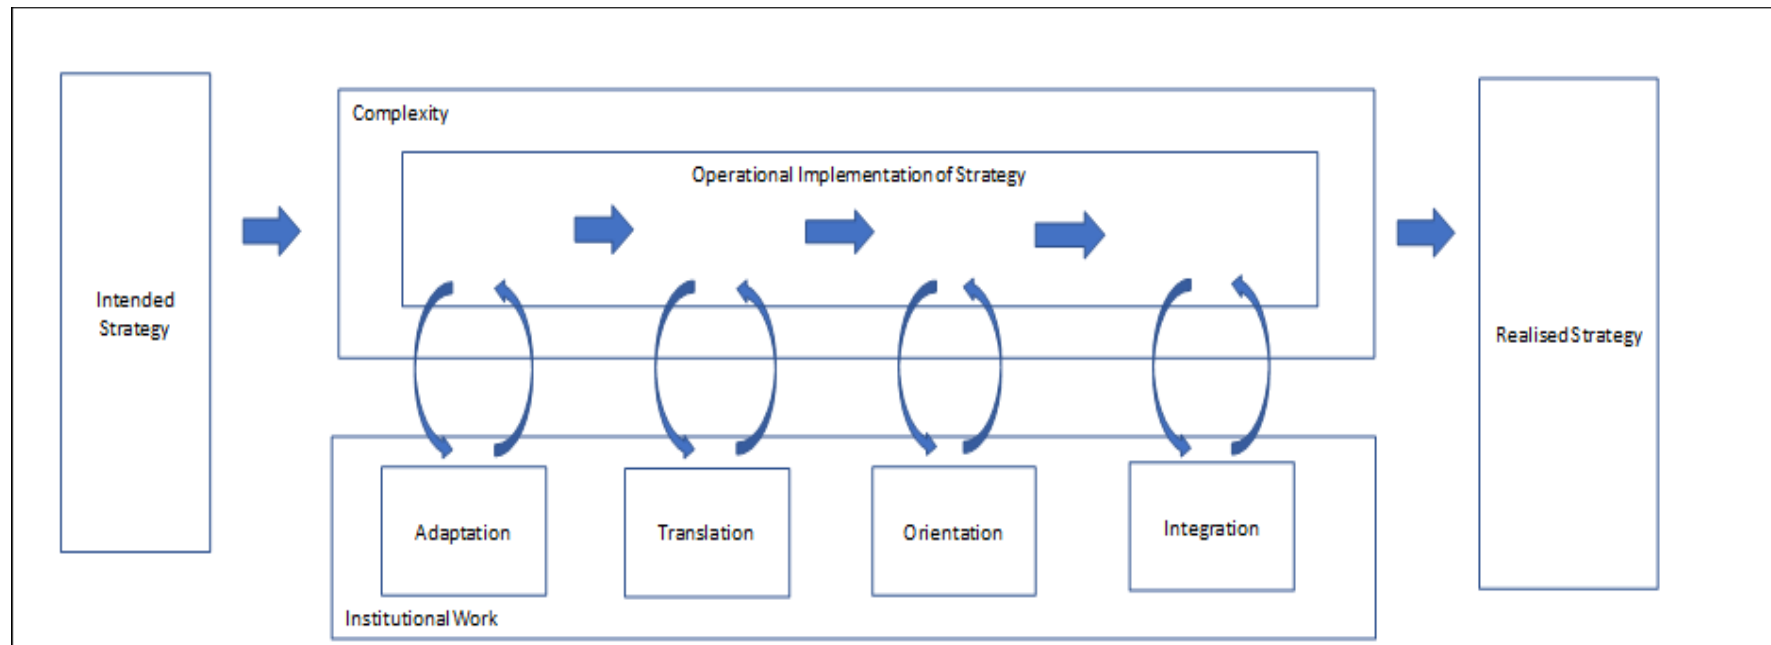 Complexity
Operational Implementation of Strategy
Intended
Strategy
Realised Strategy
Adaptation
Translation
Orientation
Integration
Institutional Work